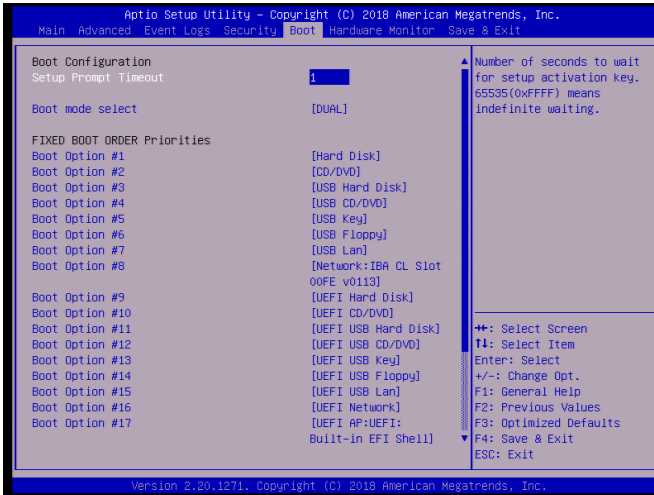 Aptio Setup Utility – Copyright (C) 2018 American Megatrends, Inc.
Main Advanced Event Logs Security Boot Hardware Monitor Save & Exit
Boot Configuration
Setup Prompt Timeout 1
Boot mode select [DUAL]
FIXED BOOT ORDER Priorities
Boot Option #1 [Hard Disk]
Boot Option #2 [CD/DVD]
Boot Option #3 [USB Hard Disk]
Boot Option #4 [USB CD/DVD]
Boot Option #5 [USB Key]
Boot Option #6 [USB Floppy]
Boot Option #7 [USB Lan]
Boot Option #8 [Network:IBA CL Slot
00FE v0113]
Boot Option #9 [UEFI Hard Disk]
Boot Option #10 [UEFI CD/DVD]
Boot Option #11 [UEFI USB Hard Disk]
Boot Option #12 [UEFI USB CD/DVD]
Boot Option #13 [UEFI USB Key]
Boot Option #14 [UEFI USB Floppy]
Boot Option #15 [UEFI USB Lan]
Boot Option #16 [UEFI Network]
Boot Option #17 [UEFI AP:UEFI:
Built-in EFI Shell]
Number of seconds to wait
for setup activation key.
65535(0xFFFF) means
indefinite waiting.
→←: Select Screen
↑↓: Select Item
Enter: Select
+/-: Change Opt.
F1: General Help
F2: Previous Values
F3: Optimized Defaults
F4: Save & Exit
ESC: Exit
Version 2.20.1271. Copyright (C) 2018 American Megatrends, Inc.